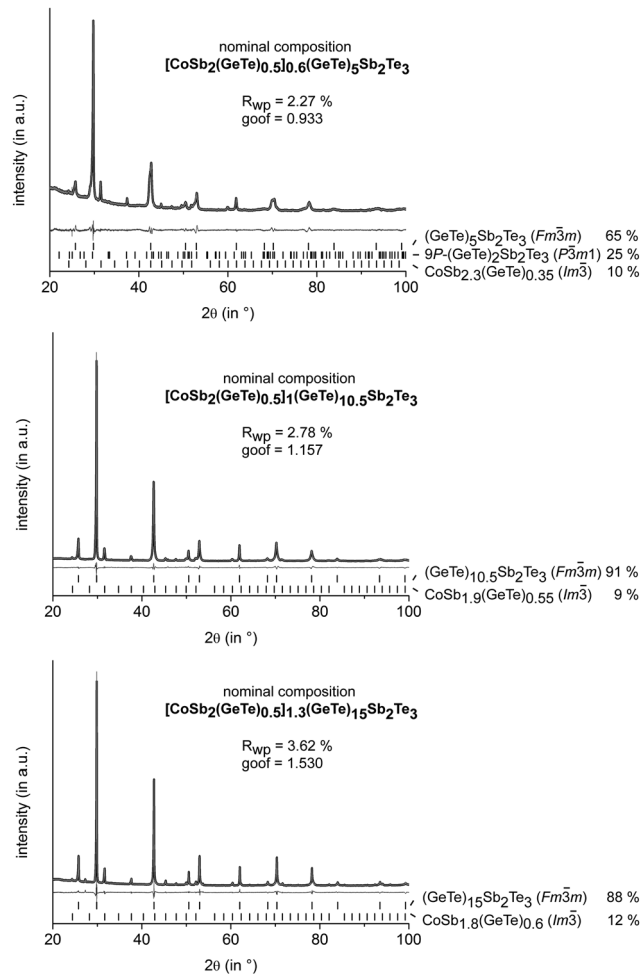 nominal composition
[CoSb2(GeTe)0.5]0.6(GeTe)5Sb2Te3
Rwp = 2.27 %
goof = 0.933
intensity (in a.u.)
(GeTe)5Sb2Te3 (Fm3̅m) 65 %
9P-(GeTe)2Sb2Te3 (P3̅m1) 25 %
CoSb2.3(GeTe)0.35 (Im3̅) 10 %
20 40 60 80 100
2θ (in °)
nominal composition
[CoSb2(GeTe)0.5]1(GeTe)10.5Sb2Te3
Rwp = 2.78 %
goof = 1.157
intensity (in a.u.)
(GeTe)10.5Sb2Te3 (Fm3̅m) 91 %
CoSb1.9(GeTe)0.55 (Im3̅) 9 %
20 40 60 80 100
2θ (in °)
nominal composition
[CoSb2(GeTe)0.5]1.3(GeTe)15Sb2Te3
Rwp = 3.62 %
goof = 1.530
intensity (in a.u.)
(GeTe)15Sb2Te3 (Fm3̅m) 88 %
CoSb1.8(GeTe)0.6 (Im3̅) 12 %
20 40 60 80 100
2θ (in °)